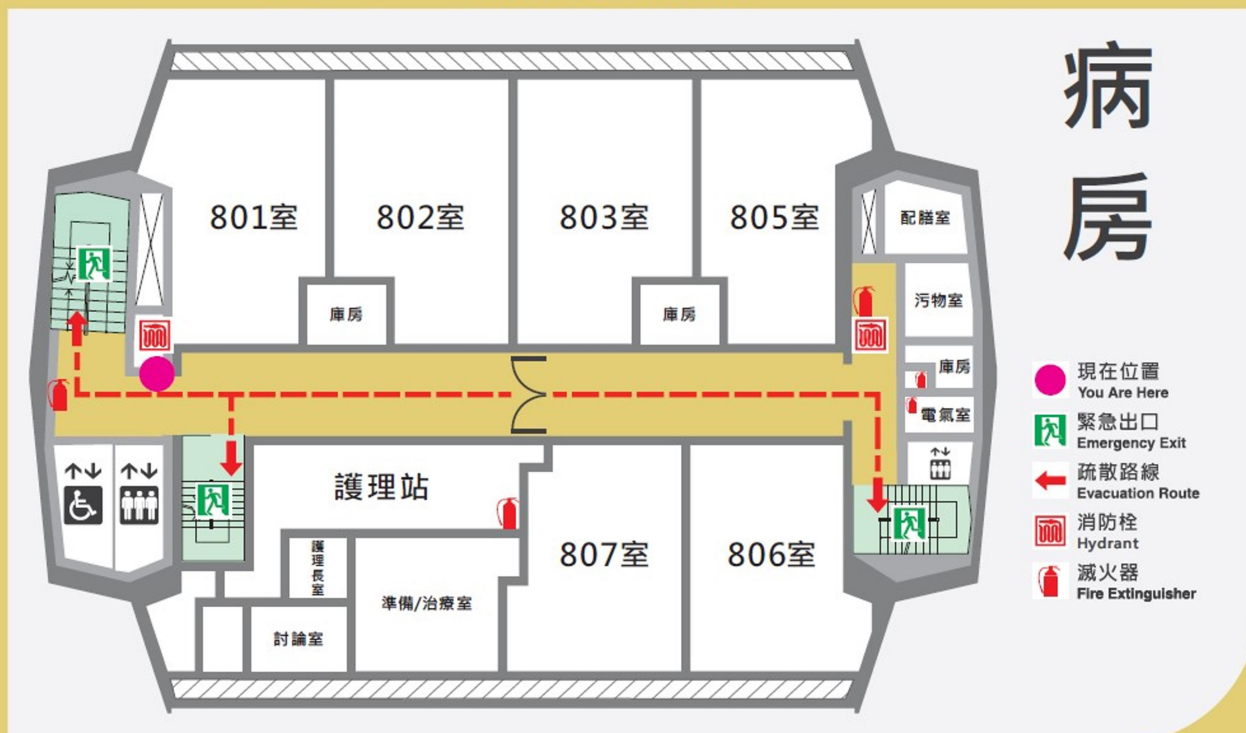 病
房
801室
802室
803室
805室
配膳室
污物室
庫房
庫房
庫房
電氣室
護理站
護理長室
準備/治療室
討論室
807室
806室
現在位置
You Are Here
緊急出口
Emergency Exit
疏散路線
Evacuation Route
消防栓
Hydrant
滅火器
Fire Extinguisher